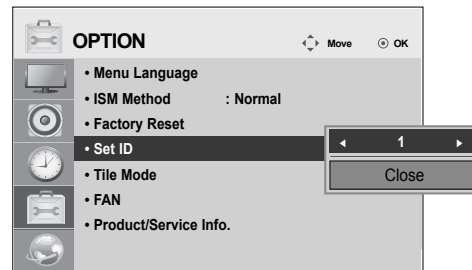 OPTION Move OK
• Menu Language
• ISM Method : Normal
• Factory Reset
• Set ID ◄ 1 ►
Close
• Tile Mode
• FAN
• Product/Service Info.